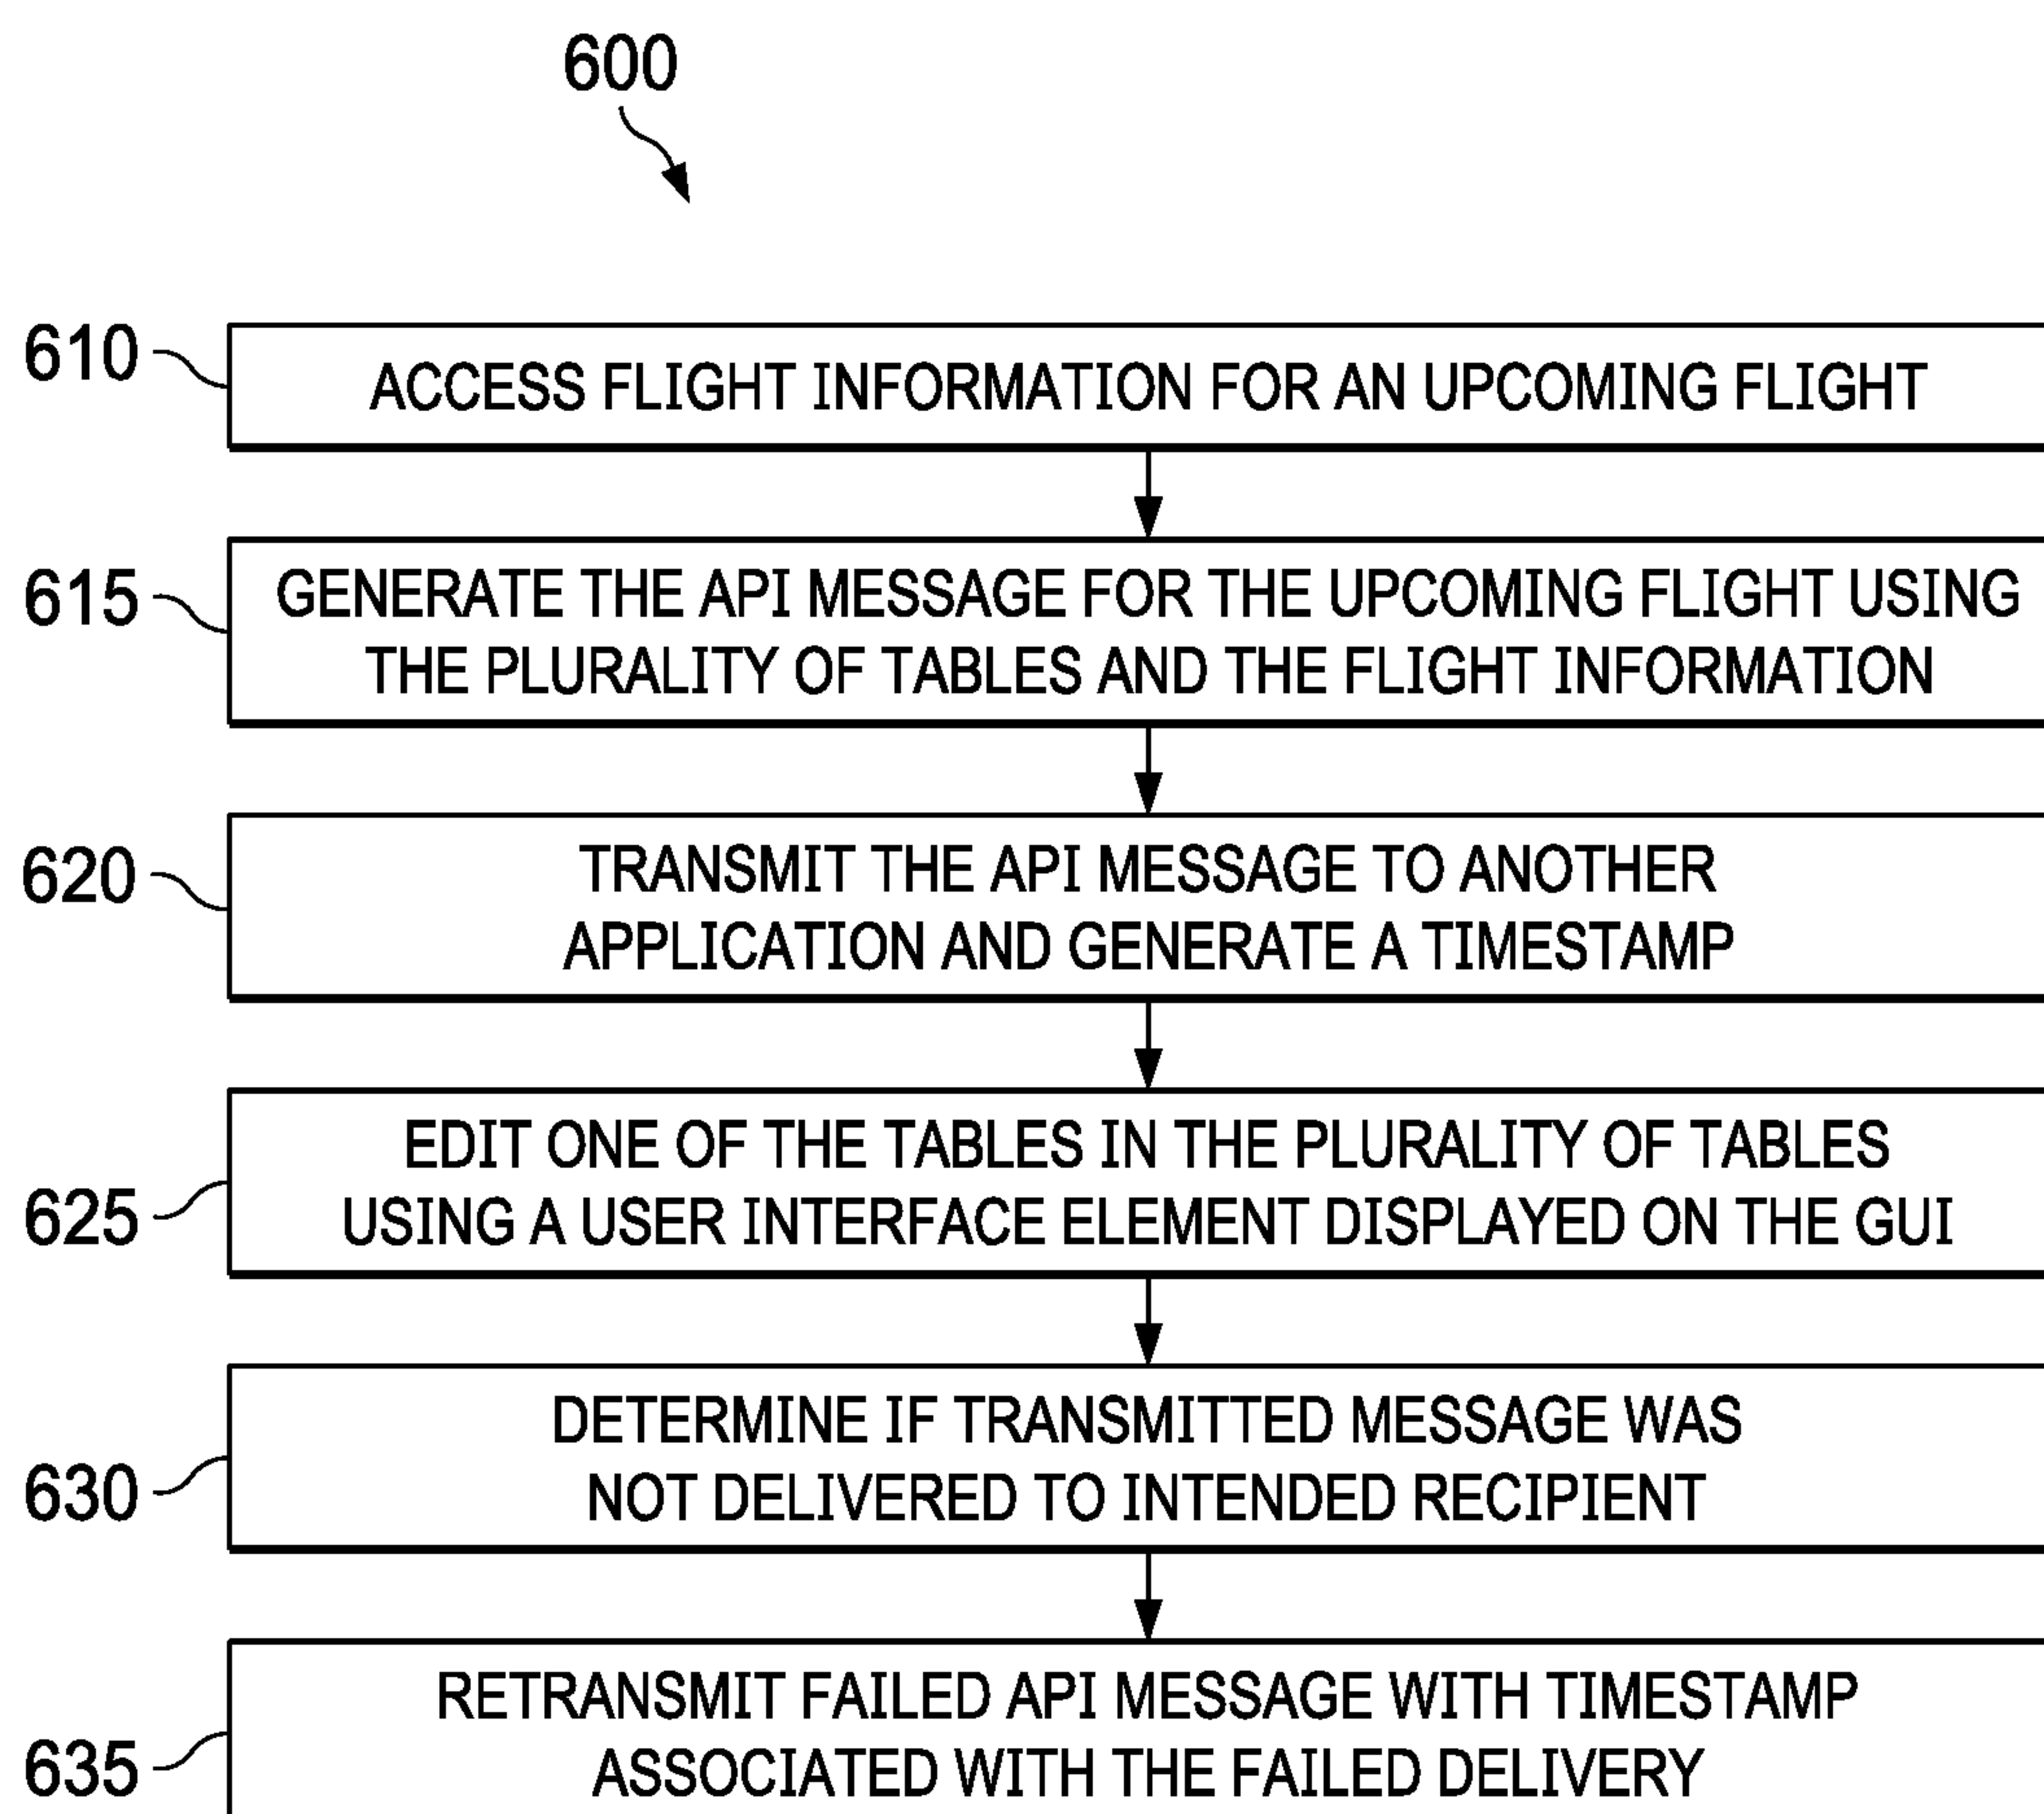 600
610
ACCESS FLIGHT INFORMATION FOR AN UPCOMING FLIGHT
615
GENERATE THE API MESSAGE FOR THE UPCOMING FLIGHT USING
THE PLURALITY OF TABLES AND THE FLIGHT INFORMATION
620
TRANSMIT THE API MESSAGE TO ANOTHER
APPLICATION AND GENERATE A TIMESTAMP
625
EDIT ONE OF THE TABLES IN THE PLURALITY OF TABLES
USING A USER INTERFACE ELEMENT DISPLAYED ON THE GUI
630
DETERMINE IF TRANSMITTED MESSAGE WAS
NOT DELIVERED TO INTENDED RECIPIENT
635
RETRANSMIT FAILED API MESSAGE WITH TIMESTAMP
ASSOCIATED WITH THE FAILED DELIVERY